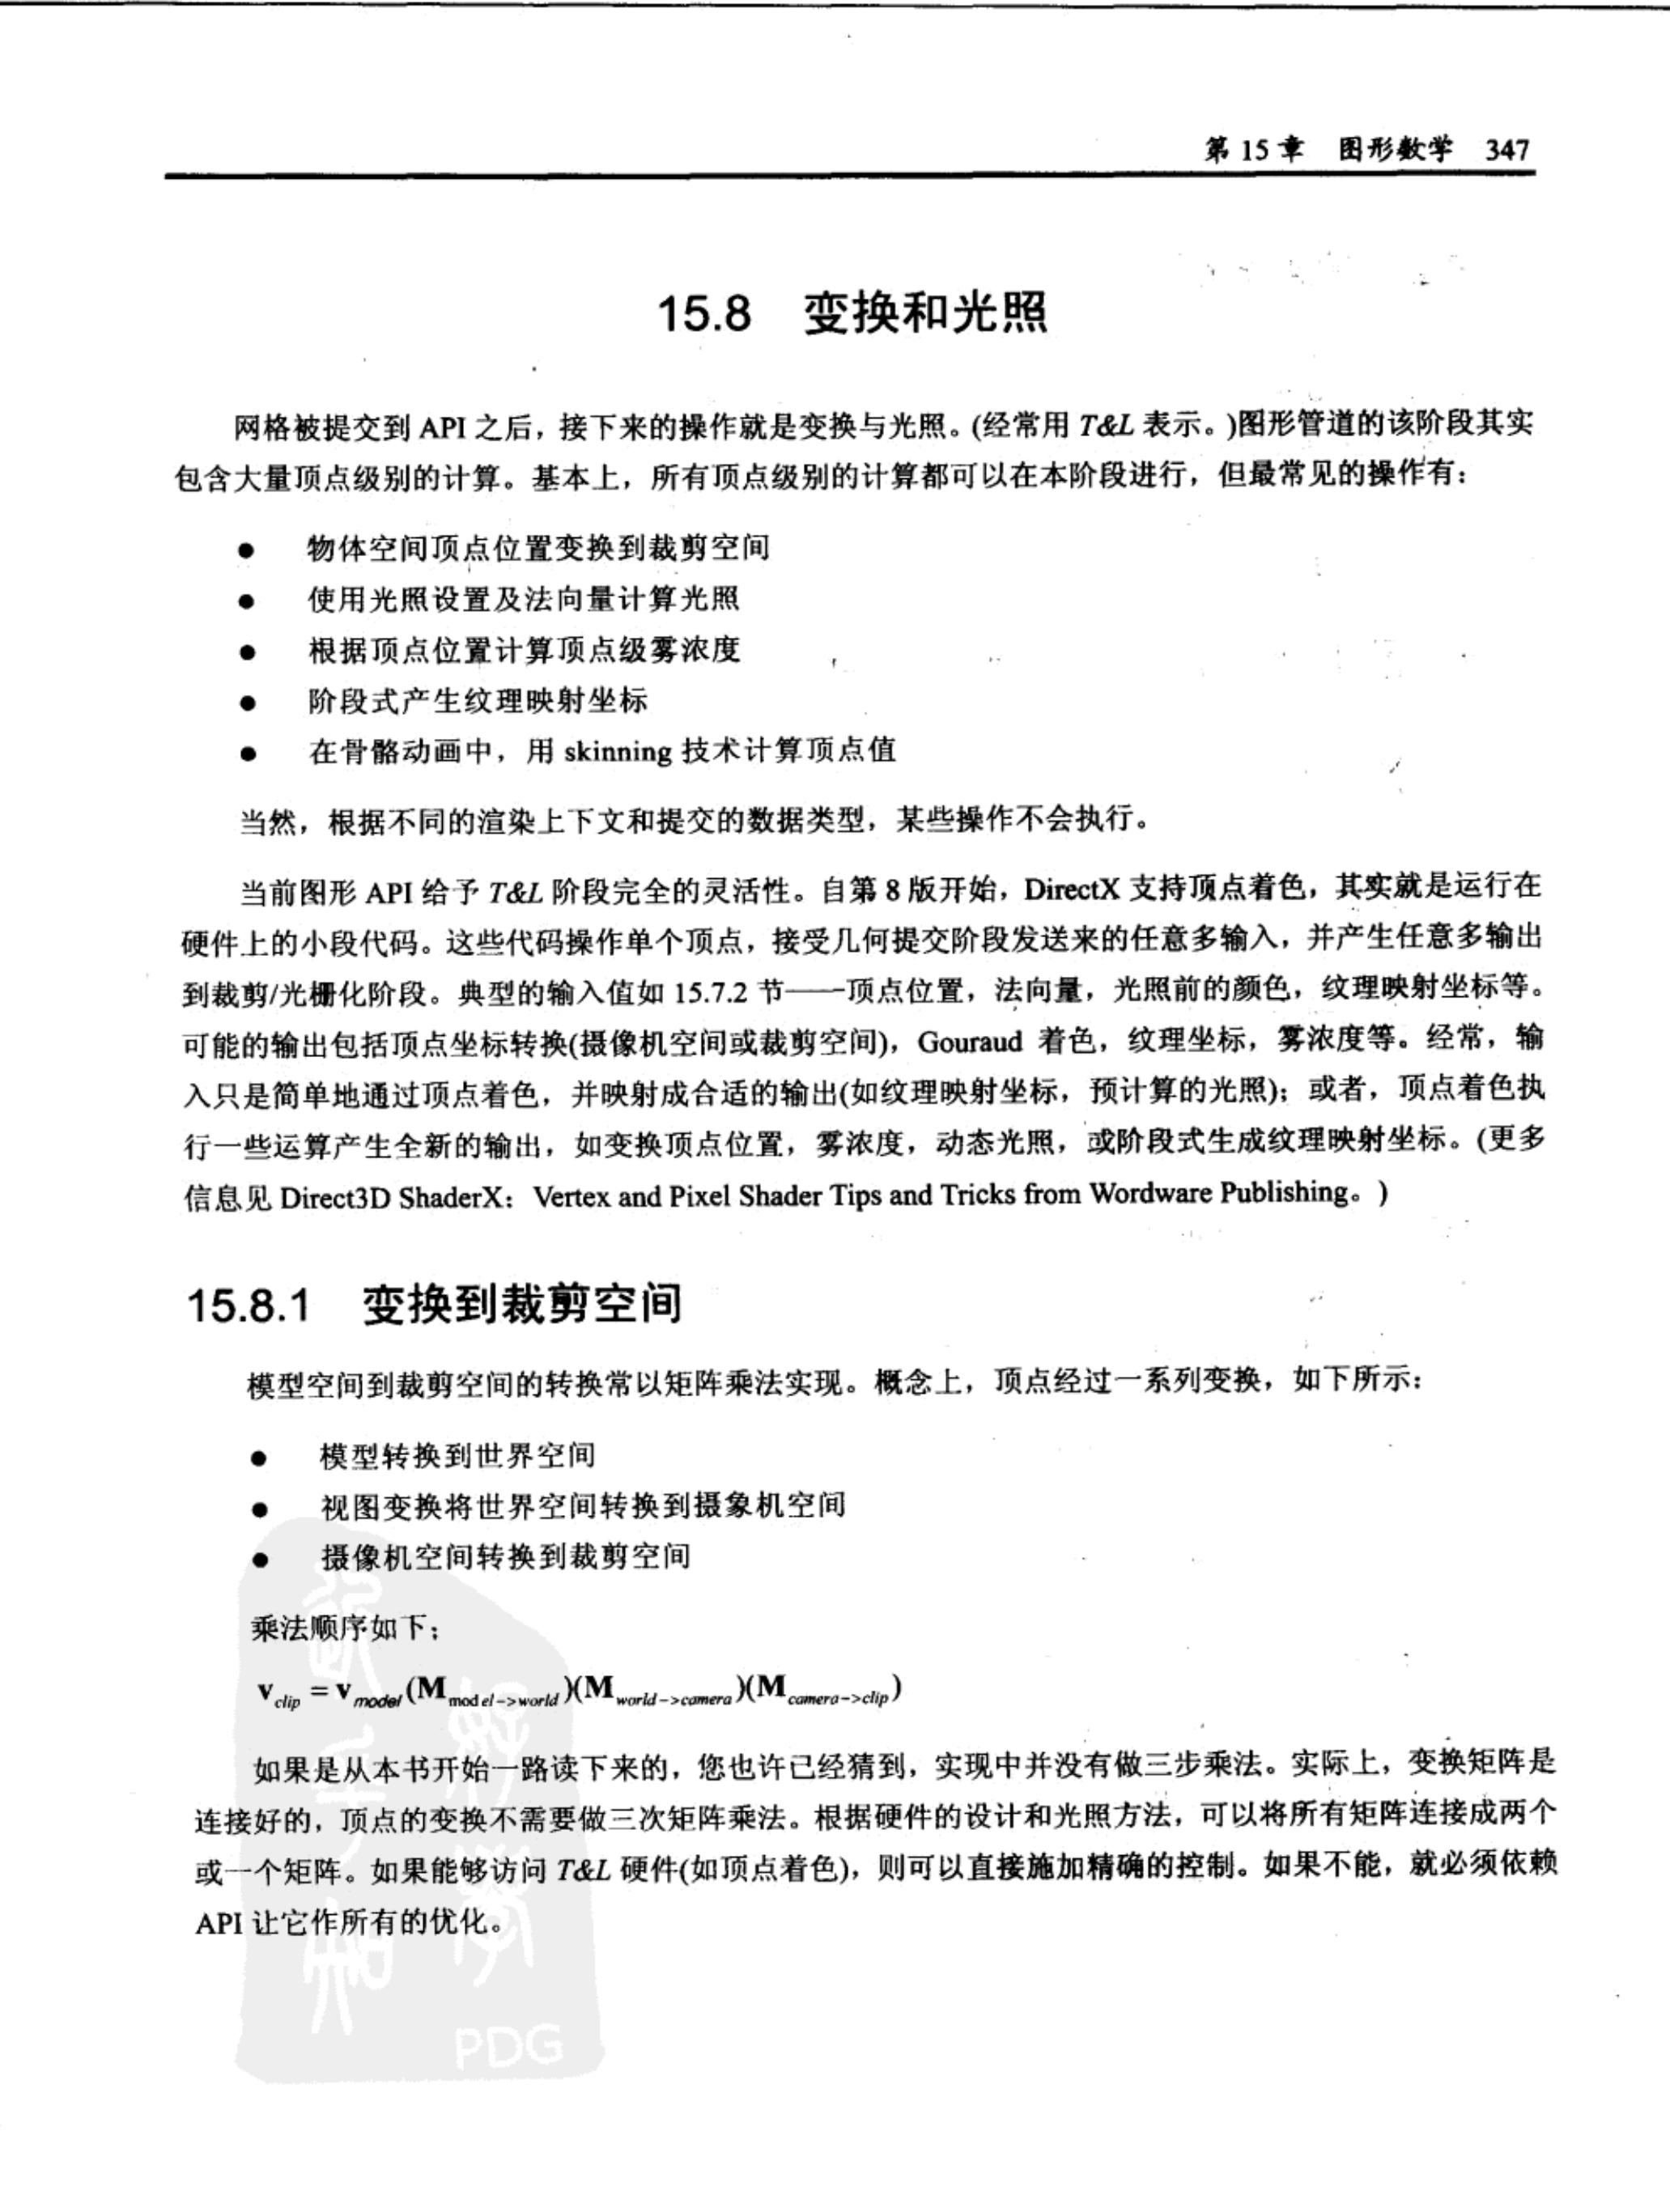 第 15 章 图形数学 347
15.8 变换和光照
网格被提交到 API 之后，接下来的操作就是变换与光照。(经常用 T&L 表示。)图形管道的该阶段其实
包含大量顶点级别的计算。基本上，所有顶点级别的计算都可以在本阶段进行，但最常见的操作有：
● 物体空间顶点位置变换到裁剪空间
● 使用光照设置及法向量计算光照
● 根据顶点位置计算顶点级雾浓度
● 阶段式产生纹理映射坐标
● 在骨骼动画中，用 skinning 技术计算顶点值
当然，根据不同的渲染上下文和提交的数据类型，某些操作不会执行。
当前图形 API 给予 T&L 阶段完全的灵活性。自第 8 版开始，DirectX 支持顶点着色，其实就是运行在
硬件上的小段代码。这些代码操作单个顶点，接受几何提交阶段发送来的任意多输入，并产生任意多输出
到裁剪/光栅化阶段。典型的输入值如 15.7.2 节——顶点位置，法向量，光照前的颜色，纹理映射坐标等。
可能的输出包括顶点坐标转换(摄像机空间或裁剪空间)，Gouraud 着色，纹理坐标，雾浓度等。经常，输
入只是简单地通过顶点着色，并映射成合适的输出(如纹理映射坐标，预计算的光照)；或者，顶点着色执
行一些运算产生全新的输出，如变换顶点位置，雾浓度，动态光照，或阶段式生成纹理映射坐标。(更多
信息见 Direct3D ShaderX：Vertex and Pixel Shader Tips and Tricks from Wordware Publishing。)
15.8.1 变换到裁剪空间
模型空间到裁剪空间的转换常以矩阵乘法实现。概念上，顶点经过一系列变换，如下所示：
● 模型转换到世界空间
● 视图变换将世界空间转换到摄象机空间
● 摄像机空间转换到裁剪空间
乘法顺序如下；
v clip = v model (M model->world)(M world->camera)(M camera->clip)
如果是从本书开始一路读下来的，您也许已经猜到，实现中并没有做三步乘法。实际上，变换矩阵是
连接好的，顶点的变换不需要做三次矩阵乘法。根据硬件的设计和光照方法，可以将所有矩阵连接成两个
或一个矩阵。如果能够访问 T&L 硬件(如顶点着色)，则可以直接施加精确的控制。如果不能，就必须依赖
API 让它作所有的优化。
PDG